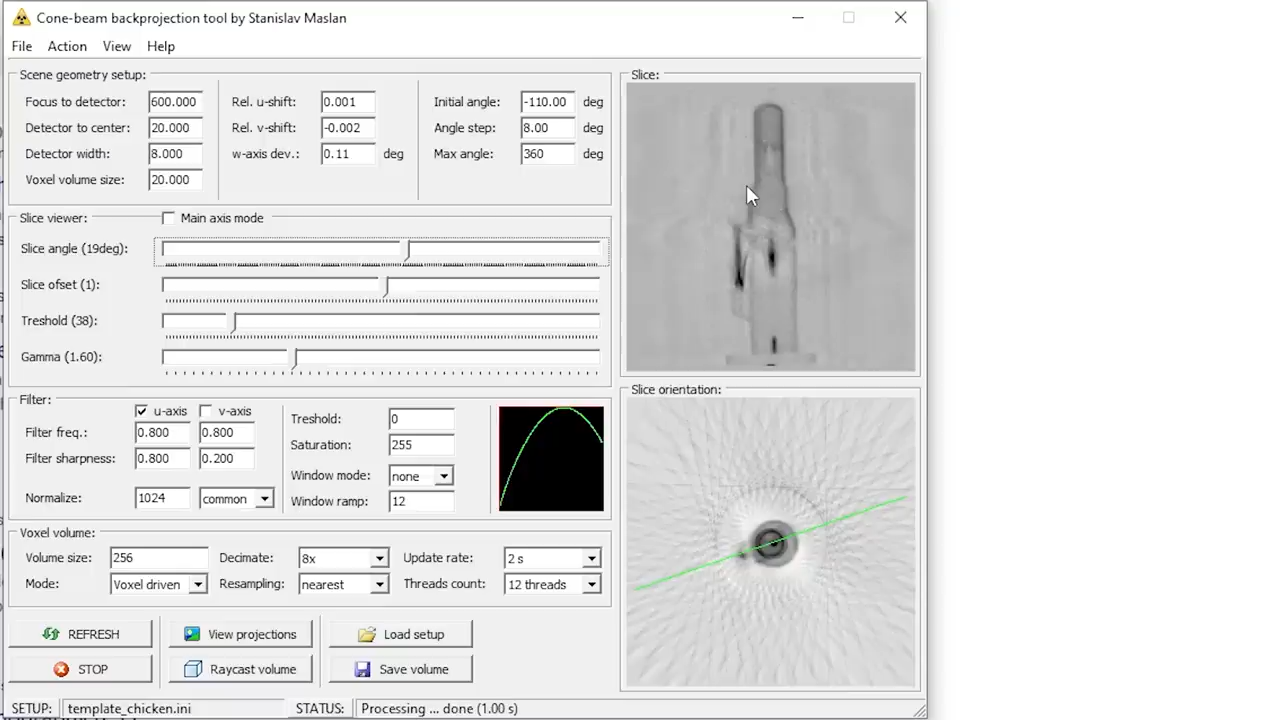 Cone-beam backprojection tool by Stanislav Maslan
File Action View Help
Scene geometry setup:
Focus to detector: 600.000 Rel. u-shift: 0.001 Initial angle: -110.00 deg
Detector to center: 20.000 Rel. v-shift: -0.002 Angle step: 8.00 deg
Detector width: 8.000 w-axis dev.: 0.11 deg Max angle: 360 deg
Voxel volume size: 20.000
Slice viewer: Main axis mode
Slice angle (19deg):
Slice ofset (1):
Treshold (38):
Gamma (1.60):
Filter:
u-axis v-axis
Filter freq.: 0.800 0.800
Filter sharpness: 0.800 0.200
Normalize: 1024 common
Treshold: 0
Saturation: 255
Window mode: none
Window ramp: 12
Voxel volume:
Volume size: 256 Decimate: 8x Update rate: 2 s
Mode: Voxel driven Resampling: nearest Threads count: 12 threads
REFRESH View projections Load setup
STOP Raycast volume Save volume
Slice:
Slice orientation:
SETUP: template_chicken.ini STATUS: Processing ... done (1.00 s)